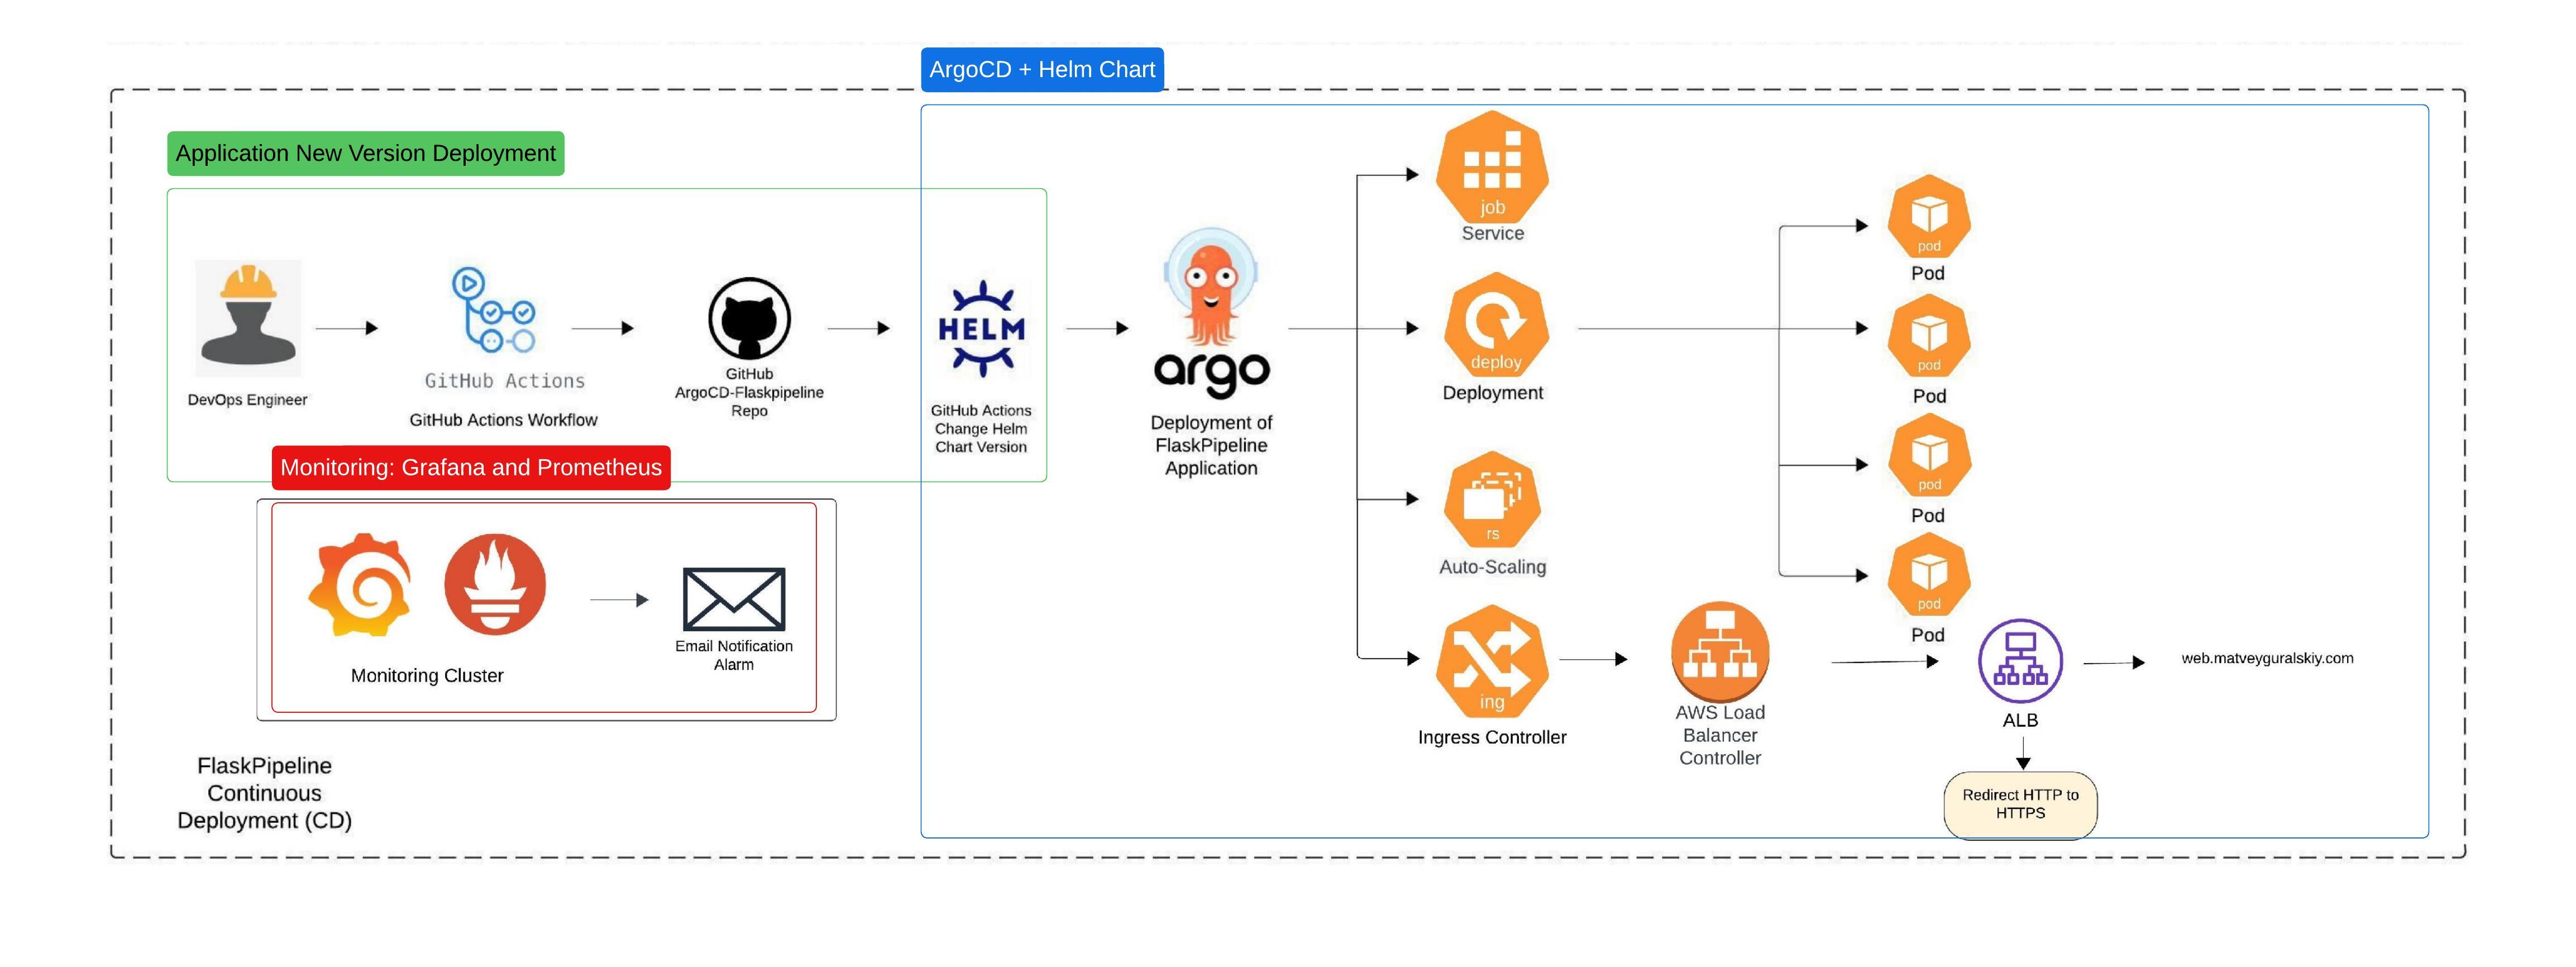 ArgoCD + Helm Chart
Application New Version Deployment
DevOps Engineer
GitHub Actions
GitHub Actions Workflow
GitHub
ArgoCD-Flaskpipeline
Repo
HELM
GitHub Actions
Change Helm
Chart Version
argo
Deployment of
FlaskPipeline
Application
job
Service
deploy
Deployment
rs
Auto-Scaling
ing
Ingress Controller
pod
Pod
pod
Pod
pod
Pod
pod
Pod
AWS Load
Balancer
Controller
ALB
web.matveyguralskiy.com
Redirect HTTP to
HTTPS
Monitoring: Grafana and Prometheus
Monitoring Cluster
Email Notification
Alarm
FlaskPipeline
Continuous
Deployment (CD)